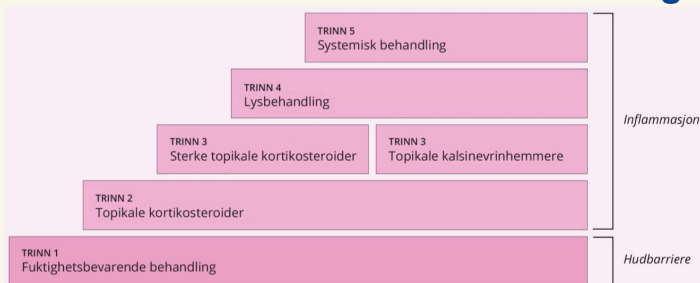 TRINN 5
Systemisk behandling
TRINN 4
Lysbehandling
Inflammasjon
TRINN 3
Sterke topikale kortikosteroider
TRINN 3
Topikale kalsinevrinhemmere
TRINN 2
Topikale kortikosteroider
TRINN 1
Fuktighetsbevarende behandling
Hudbarriere